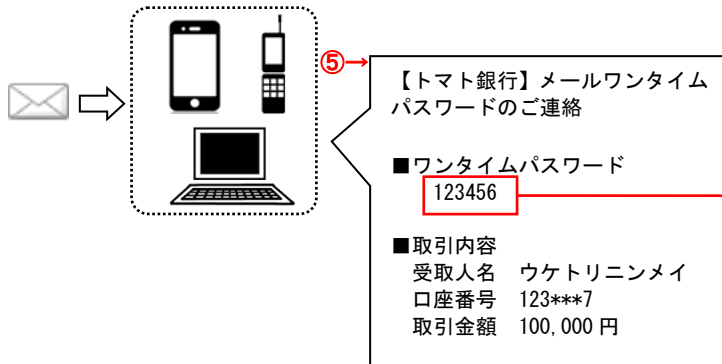 ⑤→
【トマト銀行】メールワンタイム
パスワードのご連絡
■ワンタイムパスワード
123456
■取引内容
受取人名 ウケトリニンメイ
口座番号 123***7
取引金額 100,000円